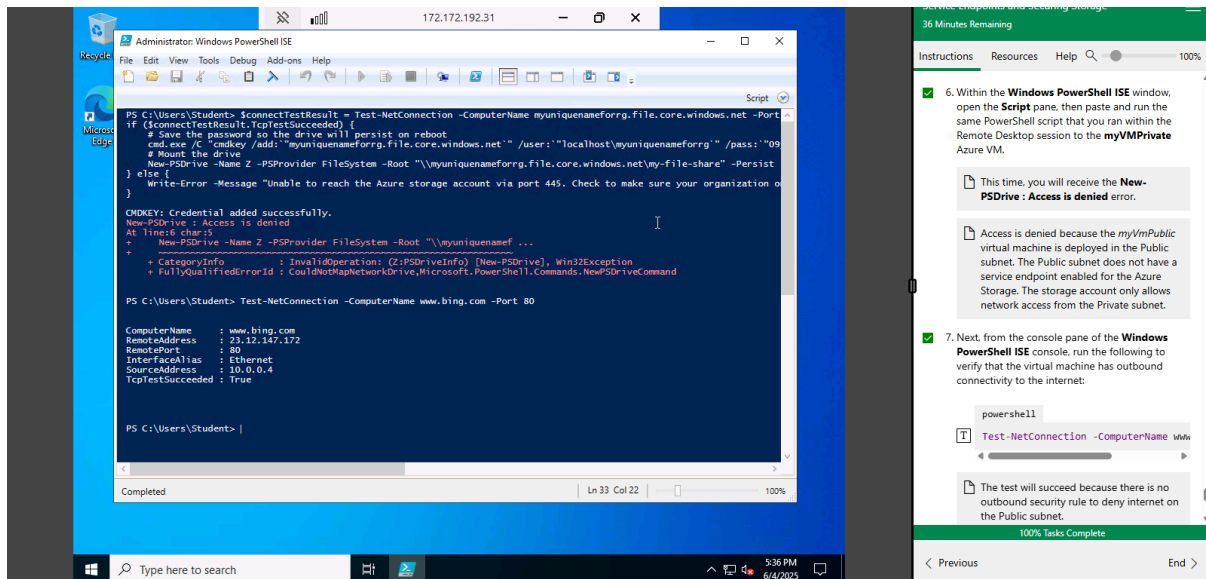 172.172.192.31
Recycle
Microso
Edge
Administrator: Windows PowerShell ISE
File Edit View Tools Debug Add-ons Help
Script
PS C:\Users\Student> $connectTestResult = Test-NetConnection -ComputerName myuniquenameforrg.file.core.windows.net -Port
if ($connectTestResult.TcpTestSucceeded) {
# Save the password so the drive will persist on reboot
cmd.exe /C "cmdkey /add:`"myuniquenameforrg.file.core.windows.net`" /user:`"localhost\myuniquenameforrg`" /pass:`"09
# Mount the drive
New-PSDrive -Name Z -PSProvider FileSystem -Root "\\myuniquenameforrg.file.core.windows.net\my-file-share" -Persist
} else {
Write-Error -Message "Unable to reach the Azure storage account via port 445. Check to make sure your organization o
}
CMDKEY: Credential added successfully.
New-PSDrive : Access is denied
At line:6 char:5
+ New-PSDrive -Name Z -PSProvider FileSystem -Root "\\myuniquenamef ...
+ ~~~~~~~~~~~~~~~~~~~~~~~~~~~~~~~~~~~~~~~~~~~~~~~~~~~~~~~~~~~~~~~~~
+ CategoryInfo : InvalidOperation: (Z:PSDriveInfo) [New-PSDrive], Win32Exception
+ FullyQualifiedErrorId : CouldNotMapNetworkDrive,Microsoft.PowerShell.Commands.NewPSDriveCommand
PS C:\Users\Student> Test-NetConnection -ComputerName www.bing.com -Port 80
ComputerName : www.bing.com
RemoteAddress : 23.12.147.172
RemotePort : 80
InterfaceAlias : Ethernet
SourceAddress : 10.0.0.4
TcpTestSucceeded : True
PS C:\Users\Student>
Completed
Ln 33 Col 22
100%
Type here to search
5:36 PM
6/4/2025
Service Endpoints and Securing Storage
36 Minutes Remaining
Instructions Resources Help 100%
6. Within the Windows PowerShell ISE window,
open the Script pane, then paste and run the
same PowerShell script that you ran within the
Remote Desktop session to the myVMPrivate
Azure VM.
This time, you will receive the New-
PSDrive : Access is denied error.
Access is denied because the myVmPublic
virtual machine is deployed in the Public
subnet. The Public subnet does not have a
service endpoint enabled for the Azure
Storage. The storage account only allows
network access from the Private subnet.
7. Next, from the console pane of the Windows
PowerShell ISE console, run the following to
verify that the virtual machine has outbound
connectivity to the internet:
powershell
T Test-NetConnection -ComputerName www
The test will succeed because there is no
outbound security rule to deny internet on
the Public subnet.
100% Tasks Complete
< Previous
End >